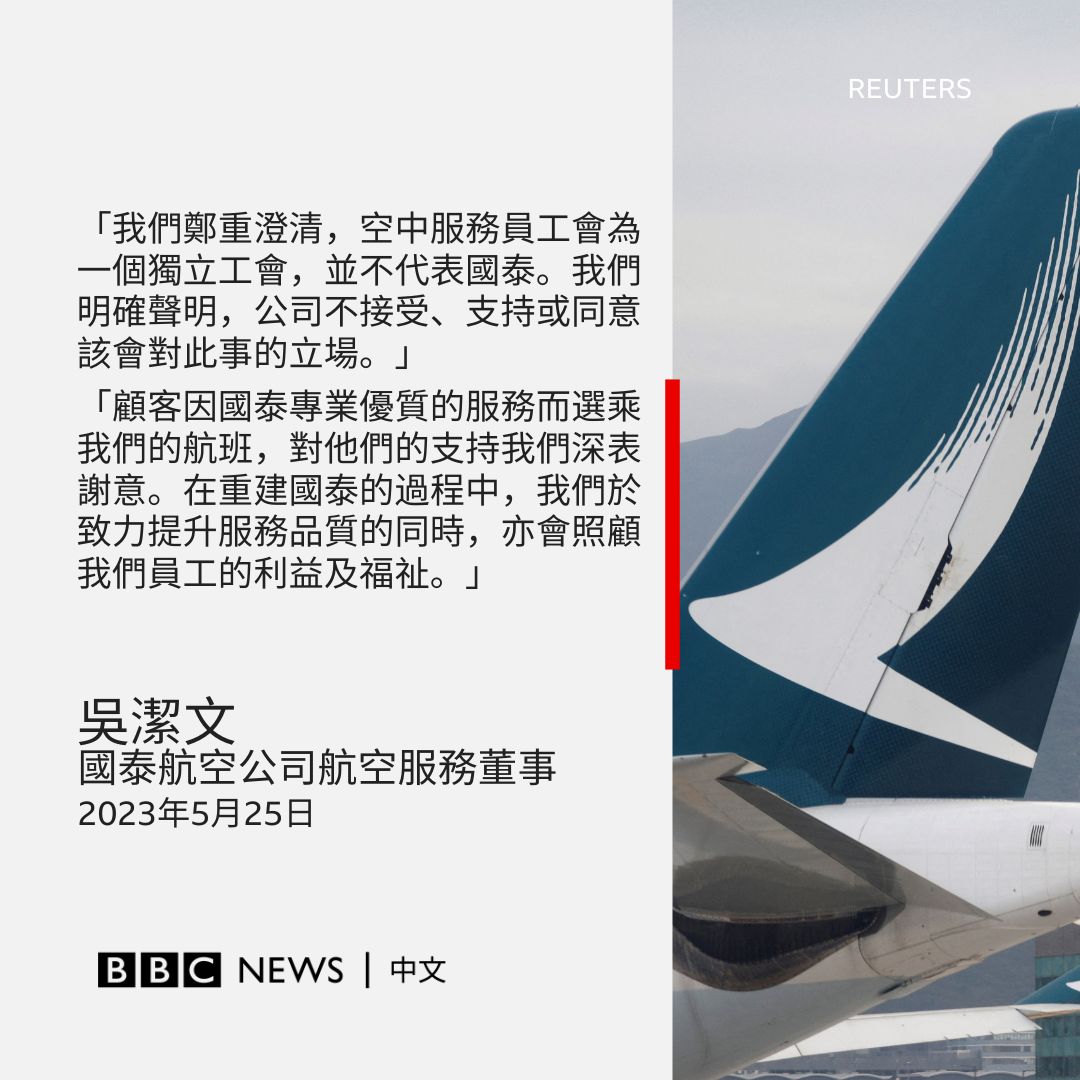 REUTERS
「我們鄭重澄清，空中服務員工會為
一個獨立工會，並不代表國泰。我們
明確聲明，公司不接受、支持或同意
該會對此事的立場。」
「顧客因國泰專業優質的服務而選乘
我們的航班，對他們的支持我們深表
謝意。在重建國泰的過程中，我們於
致力提升服務品質的同時，亦會照顧
我們員工的利益及福祉。」
吳潔文
國泰航空公司航空服務董事
2023年5月25日
BBC NEWS | 中文